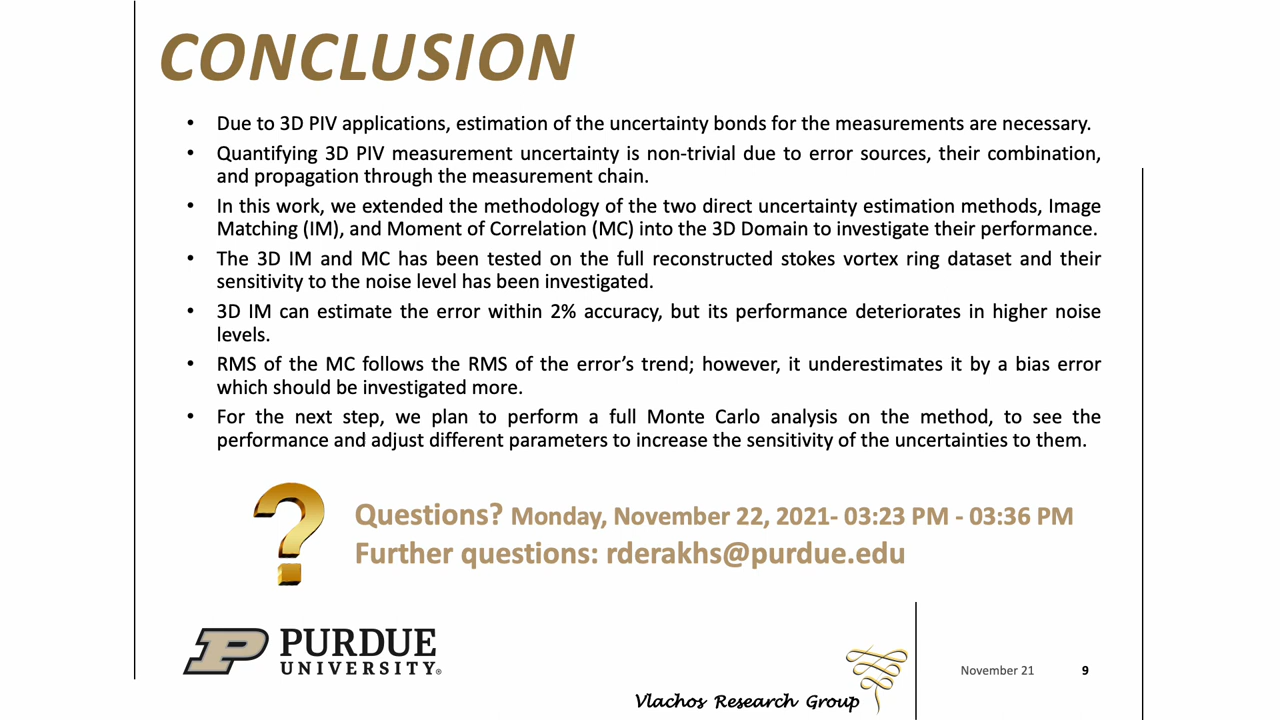 CONCLUSION
• Due to 3D PIV applications, estimation of the uncertainty bonds for the measurements are necessary.
• Quantifying 3D PIV measurement uncertainty is non-trivial due to error sources, their combination,
and propagation through the measurement chain.
• In this work, we extended the methodology of the two direct uncertainty estimation methods, Image
Matching (IM), and Moment of Correlation (MC) into the 3D Domain to investigate their performance.
• The 3D IM and MC has been tested on the full reconstructed stokes vortex ring dataset and their
sensitivity to the noise level has been investigated.
• 3D IM can estimate the error within 2% accuracy, but its performance deteriorates in higher noise
levels.
• RMS of the MC follows the RMS of the error's trend; however, it underestimates it by a bias error
which should be investigated more.
• For the next step, we plan to perform a full Monte Carlo analysis on the method, to see the
performance and adjust different parameters to increase the sensitivity of the uncertainties to them.
?
Questions? Monday, November 22, 2021- 03:23 PM - 03:36 PM
Further questions: rderakhs@purdue.edu
P PURDUE
UNIVERSITY®
Vlachos Research Group
November 21 9